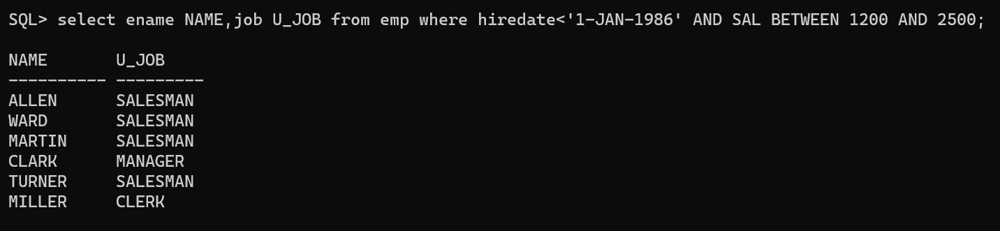 SQL> select ename NAME,job U_JOB from emp where hiredate<'1-JAN-1986' AND SAL BETWEEN 1200 AND 2500;
NAME       U_JOB
---------- ---------
ALLEN      SALESMAN
WARD       SALESMAN
MARTIN     SALESMAN
CLARK      MANAGER
TURNER     SALESMAN
MILLER     CLERK